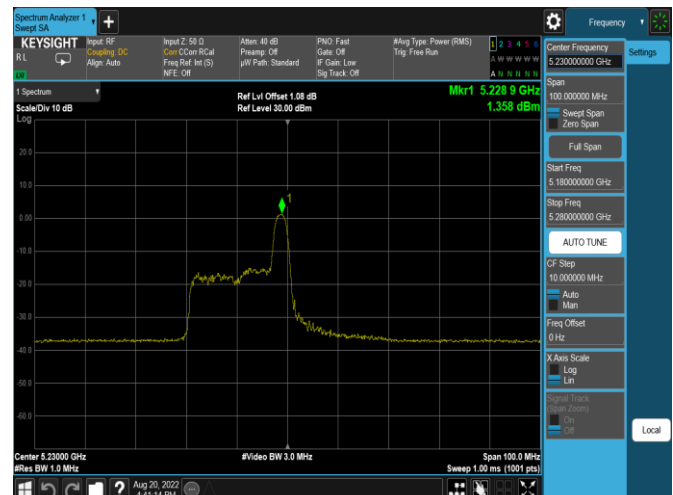 Spectrum Analyzer 1
Swept SA
Frequency
KEYSIGHT
RL
LV
Input: RF
Coupling: DC
Align: Auto
Input Z: 50 Ω
Corr CCorr RCal
Freq Ref: Int (S)
NFE: Off
Atten: 40 dB
Preamp: Off
µW Path: Standard
PNO: Fast
Gate: Off
IF Gain: Low
Sig Track: Off
#Avg Type: Power (RMS)
Trig: Free Run
1 2 3 4 5 6
A W W W W W
A N N N N N
1 Spectrum
Scale/Div 10 dB
Log
Ref Lvl Offset 1.08 dB
Ref Level 30.00 dBm
Mkr1 5.228 9 GHz
1.358 dBm
1
20.0
10.0
0.00
-10.0
-20.0
-30.0
-40.0
-50.0
-60.0
Center 5.23000 GHz
#Res BW 1.0 MHz
#Video BW 3.0 MHz
Span 100.0 MHz
Sweep 1.00 ms (1001 pts)
Aug 20, 2022
4:41:14 PM
Center Frequency
5.230000000 GHz
Settings
Span
100.000000 MHz
Swept Span
Zero Span
Full Span
Start Freq
5.180000000 GHz
Stop Freq
5.280000000 GHz
AUTO TUNE
CF Step
10.000000 MHz
Auto
Man
Freq Offset
0 Hz
X Axis Scale
Log
Lin
Signal Track
(Span Zoom)
On
Off
Local